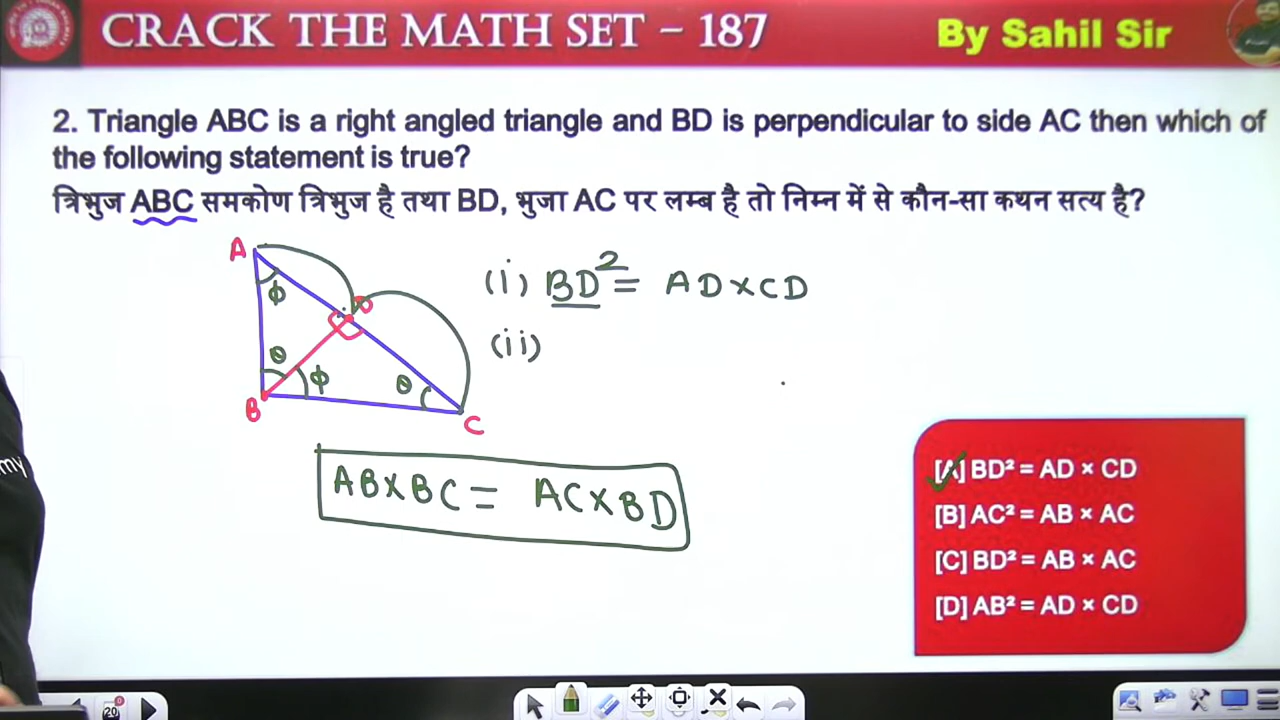 CRACK THE MATH SET – 187
By Sahil Sir
2. Triangle ABC is a right angled triangle and BD is perpendicular to side AC then which of
the following statement is true?
त्रिभुज ABC समकोण त्रिभुज है तथा BD, भुजा AC पर लम्ब है तो निम्न में से कौन-सा कथन सत्य है?
A
ϕ
D
θ
ϕ
θ
B
C
(i) BD² = AD×CD
(ii)
AB×BC = AC×BD
[A] BD² = AD × CD
[B] AC² = AB × AC
[C] BD² = AB × AC
[D] AB² = AD × CD
my
20